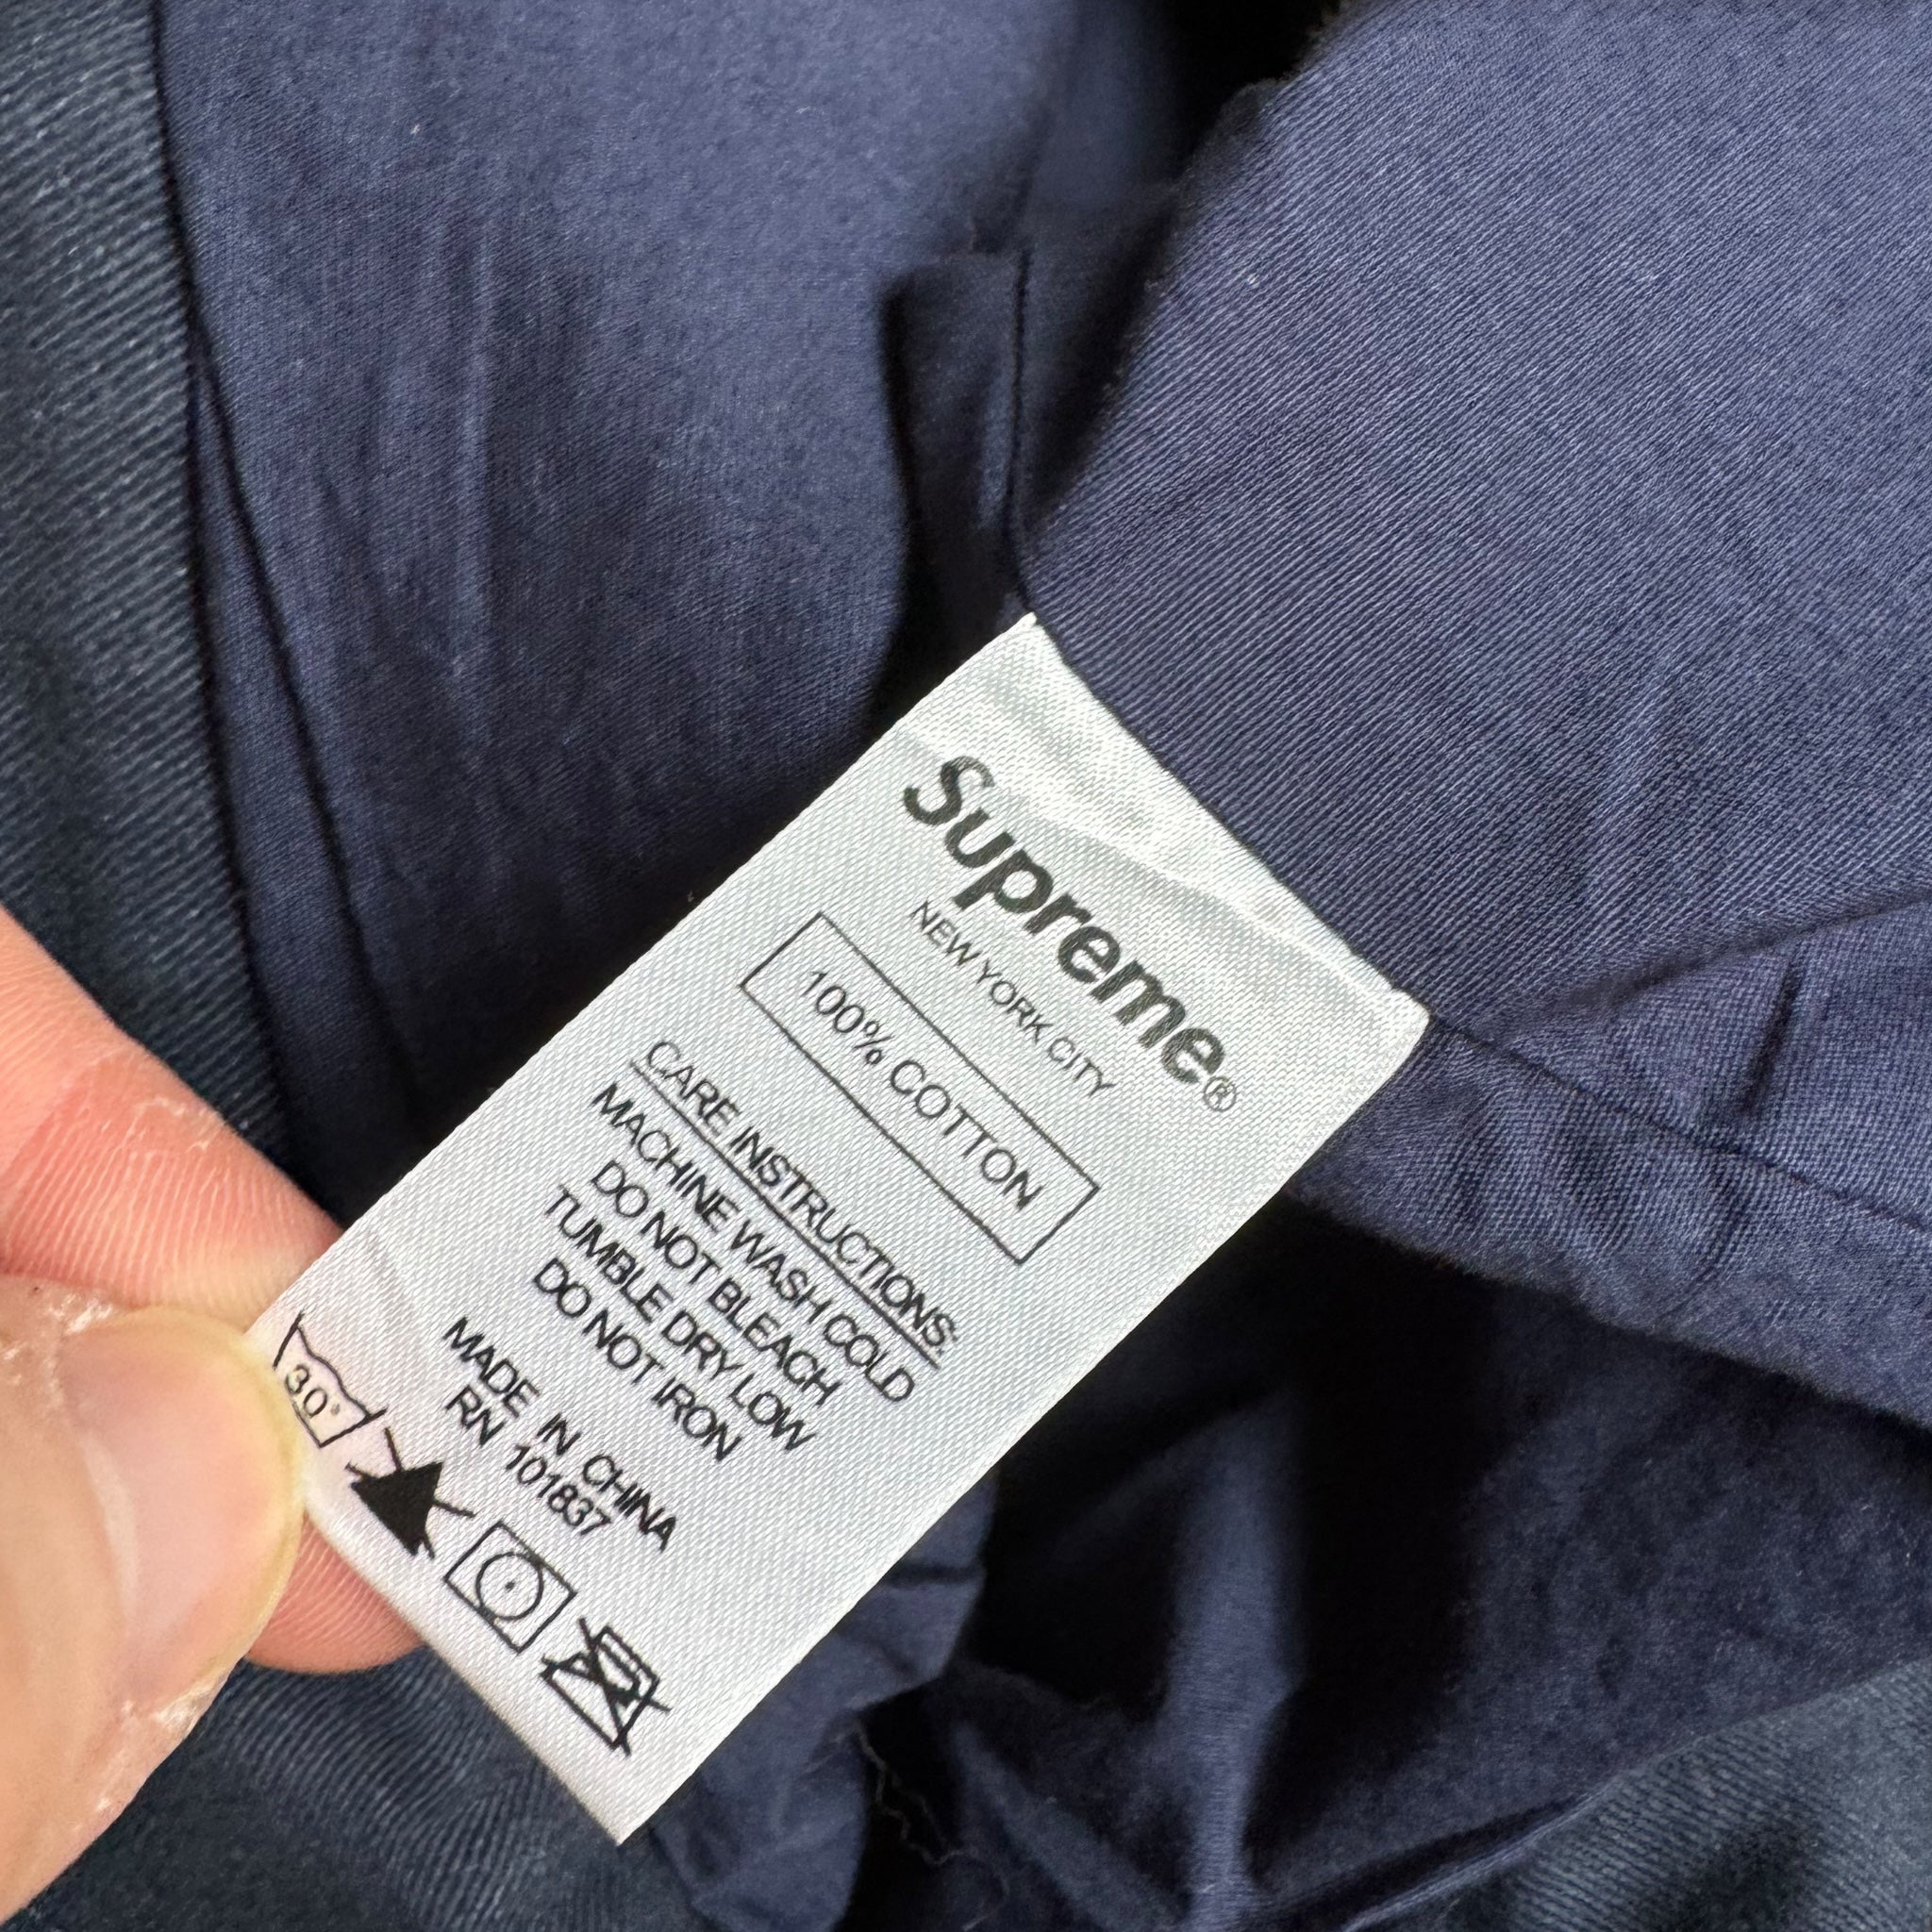 Supreme®
NEW YORK CITY
100% COTTON
CARE INSTRUCTIONS:
MACHINE WASH COLD
DO NOT BLEACH
TUMBLE DRY LOW
DO NOT IRON
MADE IN CHINA
RN 101837
30°